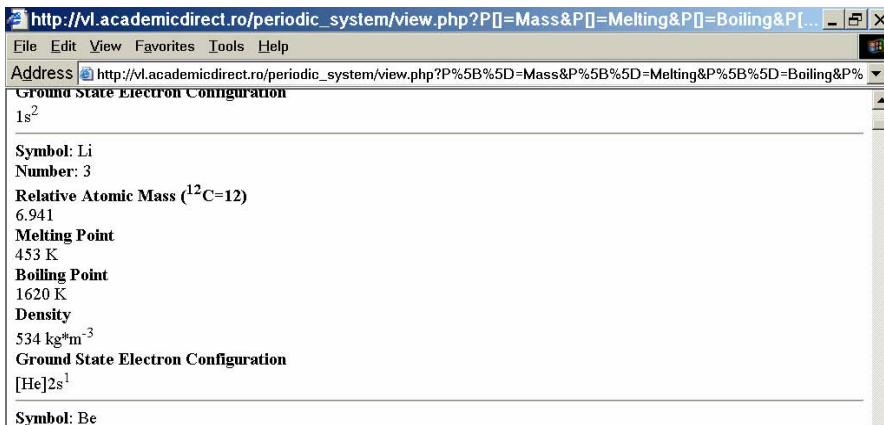 http://vl.academicdirect.ro/periodic_system/view.php?P[]=Mass&P[]=Melting&P[]=Boiling&P[...
File Edit View Favorites Tools Help
Address http://vl.academicdirect.ro/periodic_system/view.php?P%5B%5D=Mass&P%5B%5D=Melting&P%5B%5D=Boiling&P%
Ground State Electron Configuration
1s²
Symbol: Li
Number: 3
Relative Atomic Mass (¹²C=12)
6.941
Melting Point
453 K
Boiling Point
1620 K
Density
534 kg*m⁻³
Ground State Electron Configuration
[He]2s¹
Symbol: Be